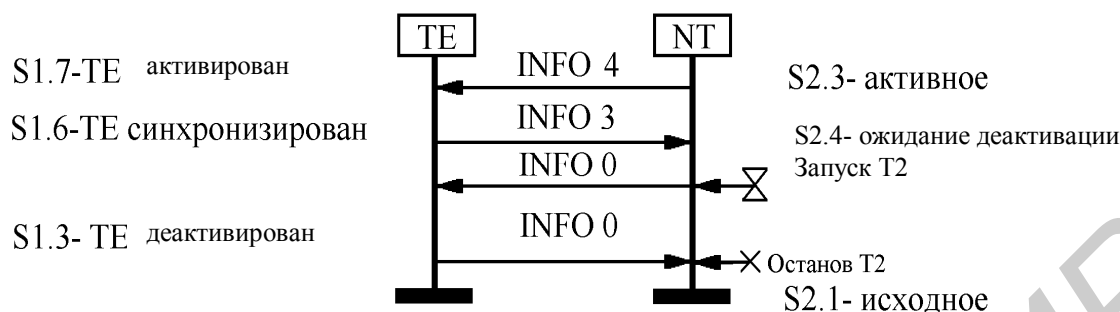 TE NT
S1.7-TE активирован INFO 4 S2.3- активное
S1.6-TE синхронизирован INFO 3 S2.4- ожидание деактивации
INFO 0 Запуск T2
S1.3- TE деактивирован INFO 0
Останов T2
S2.1- исходное